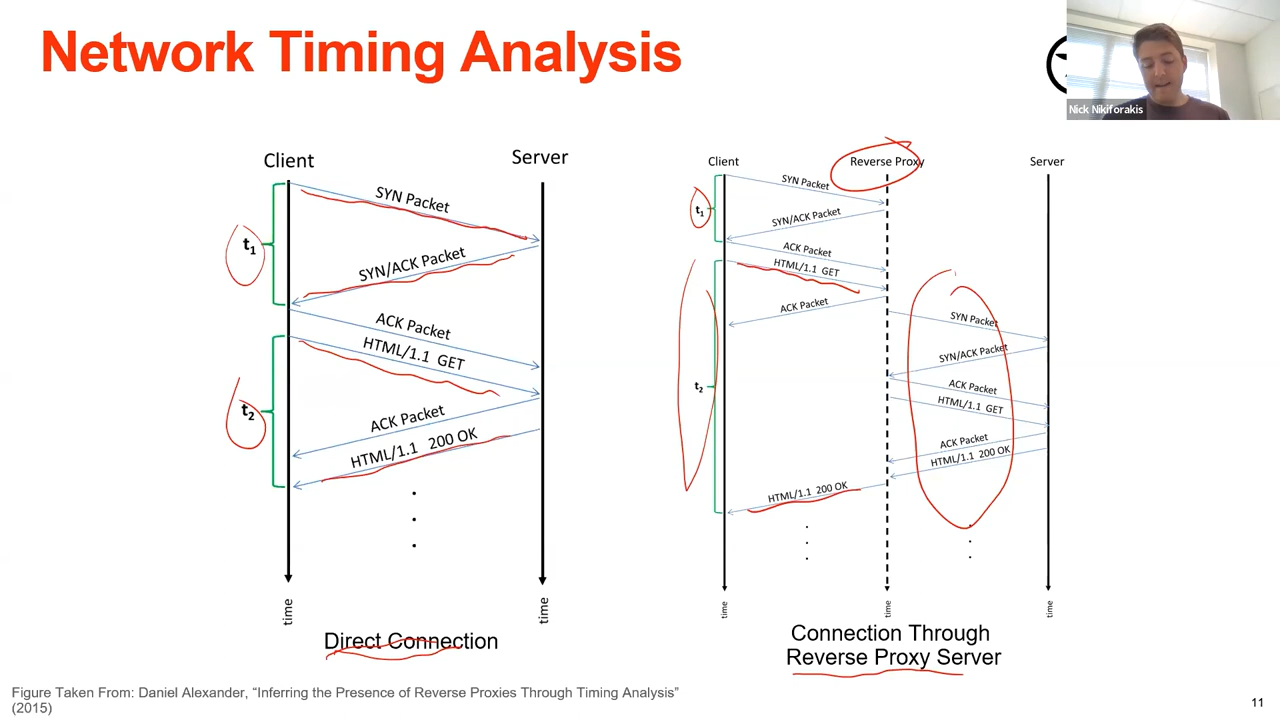 Network Timing Analysis
Nick Nikiforakis
Client
Server
t1
SYN Packet
SYN/ACK Packet
ACK Packet
HTML/1.1 GET
t2
ACK Packet
HTML/1.1 200 OK
.
.
.
time
time
Direct Connection
Client
Reverse Proxy
Server
t1
SYN Packet
SYN/ACK Packet
ACK Packet
HTML/1.1 GET
ACK Packet
t2
SYN Packet
SYN/ACK Packet
ACK Packet
HTML/1.1 GET
ACK Packet
HTML/1.1 200 OK
HTML/1.1 200 OK
.
.
.
.
.
.
time
time
time
Connection Through
Reverse Proxy Server
Figure Taken From: Daniel Alexander, “Inferring the Presence of Reverse Proxies Through Timing Analysis”
(2015)
11